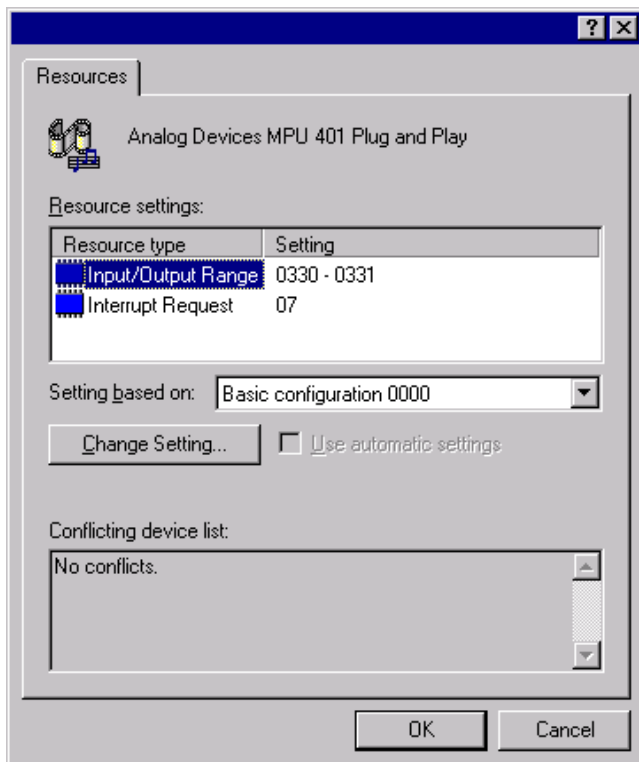 Resources
Analog Devices MPU 401 Plug and Play
Resource settings:
Resource type Setting
Input/Output Range 0330 - 0331
Interrupt Request 07
Setting based on: Basic configuration 0000
Change Setting... Use automatic settings
Conflicting device list:
No conflicts.
OK Cancel